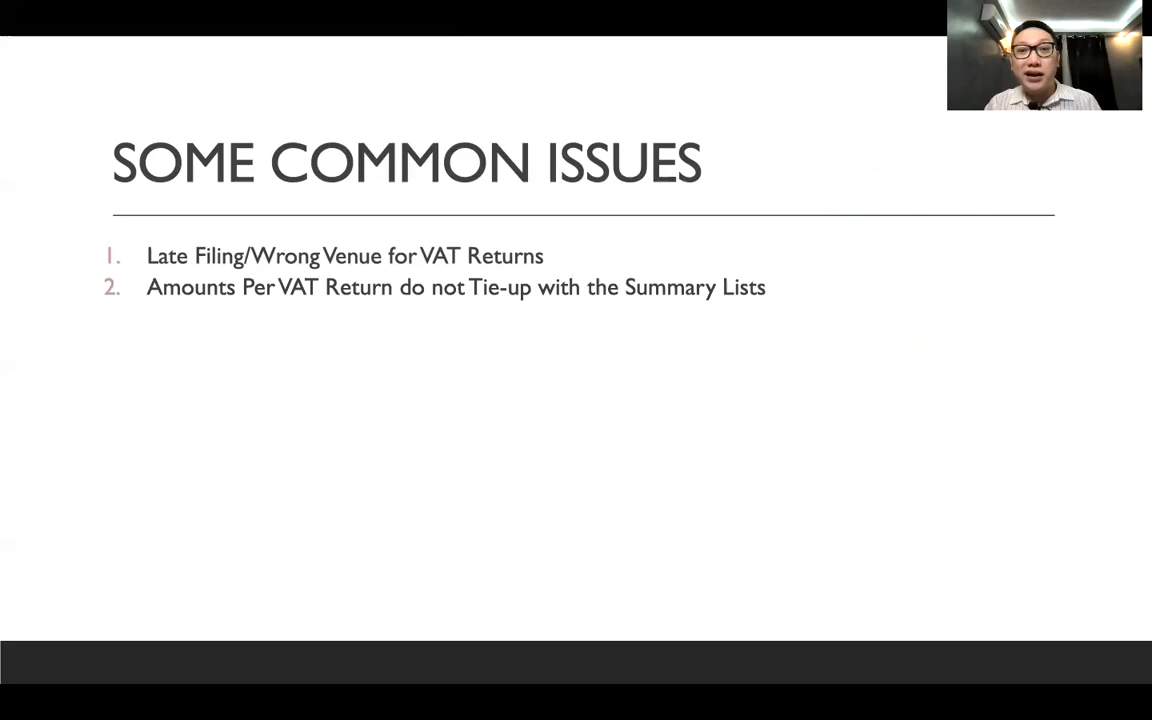 SOME COMMON ISSUES
1. Late Filing/Wrong Venue for VAT Returns
2. Amounts Per VAT Return do not Tie-up with the Summary Lists